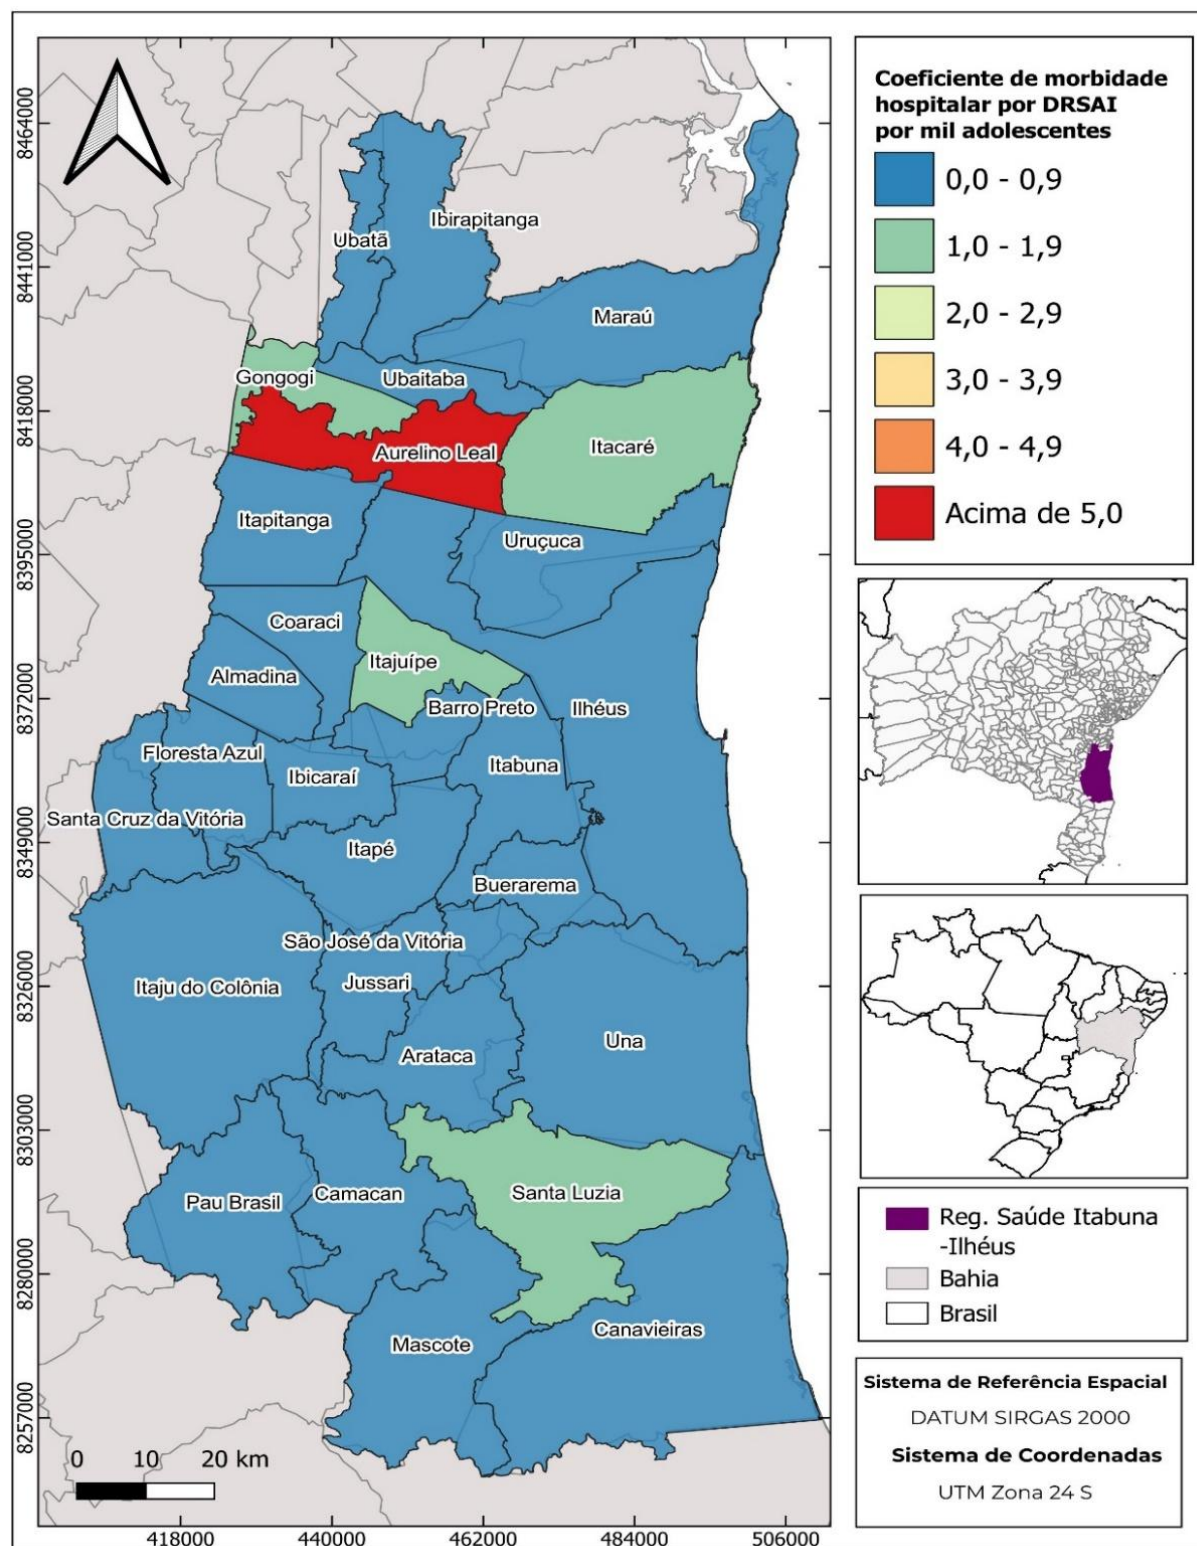 8464000
8441000
8418000
8395000
8372000
8349000
8326000
8303000
8280000
8257000
Ibirapitanga
Ubatã
Maraú
Gongogi
Ubaitaba
Aurelino Leal
Itacaré
Itapitanga
Uruçuca
Coaraci
Itajuípe
Almadina
Barro Preto
Ilhéus
Floresta Azul
Ibicaraí
Itabuna
Santa Cruz da Vitória
Itapé
Buerarema
São José da Vitória
Itaju do Colônia
Jussari
Una
Arataca
Pau Brasil
Camacan
Santa Luzia
Canavieiras
Mascote
0 10 20 km
418000 440000 462000 484000 506000
Coeficiente de morbidade
hospitalar por DRSAI
por mil adolescentes
0,0 - 0,9
1,0 - 1,9
2,0 - 2,9
3,0 - 3,9
4,0 - 4,9
Acima de 5,0
Reg. Saúde Itabuna
-Ilhéus
Bahia
Brasil
Sistema de Referência Espacial
DATUM SIRGAS 2000
Sistema de Coordenadas
UTM Zona 24 S